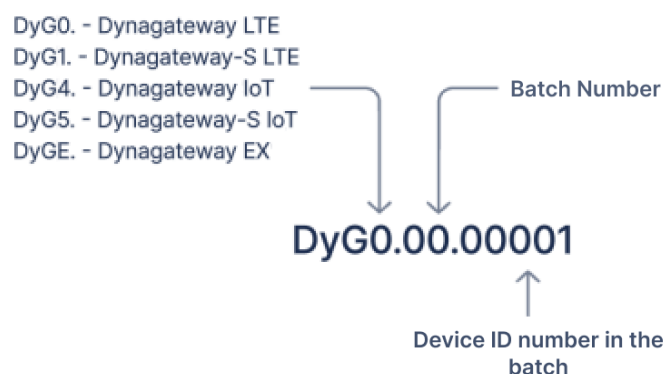 DyG0. - Dynagateway LTE
DyG1. - Dynagateway-S LTE
DyG4. - Dynagateway IoT
DyG5. - Dynagateway-S IoT
DyGE. - Dynagateway EX
Batch Number
DyG0.00.00001
Device ID number in the
batch